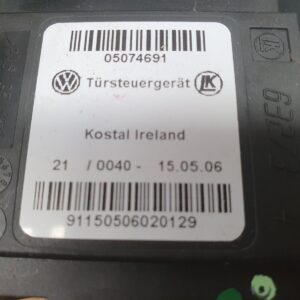 05074691
Türsteuergerät
Kostal Ireland
21 / 0040 - 15.05.06
91150506020129